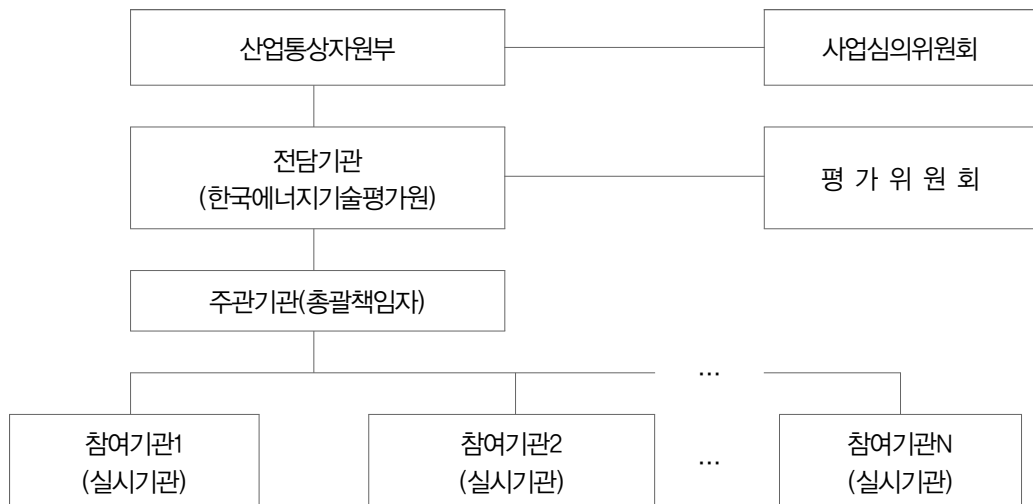 산업통상자원부
사업심의위원회
전담기관
(한국에너지기술평가원)
평 가 위 원 회
주관기관(총괄책임자)
...
참여기관1
(실시기관)
참여기관2
(실시기관)
...
참여기관N
(실시기관)